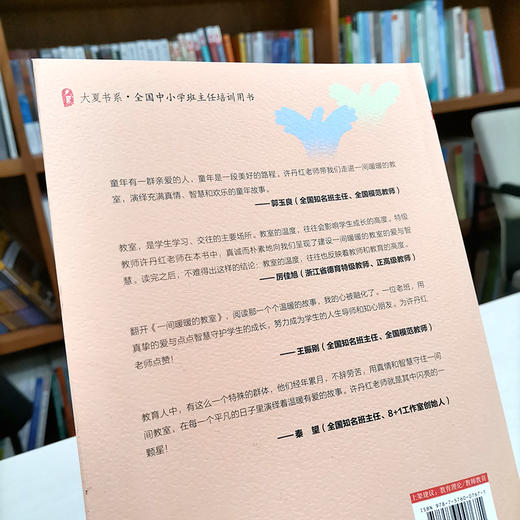 大夏书系·全国中小学班主任培训用书
童年有一群亲爱的人，童年是一段美好的路程。许丹红老师带我们走进一间暖暖的教
室，演绎充满真情、智慧和欢乐的童年故事。
——郭玉良（全国知名班主任、全国模范教师）
教室，是学生学习、交往的主要场所。教室的温度，往往会影响学生成长的高度。特级
教师许丹红老师在本书中，真诚而朴素地向我们呈现了建设一间暖暖的教室的爱与智
慧。读完之后，不难得出这样的结论：教室的温度，往往也反映着教师和教育的高度。
——厉佳旭（浙江省德育特级教师、正高级教师）
翻开《一间暖暖的教室》，阅读那一个个温暖的故事，我的心被融化了。一位老班，用
真挚的爱与点点智慧守护学生的成长，努力成为学生的人生导师和知心朋友。为许丹红
老师点赞！
——王振刚（全国知名班主任、全国模范教师）
教育人中，有这么一个特殊的群体，他们经年累月，不辞劳苦，用真情和智慧守住一间
间教室，在每一个平凡的日子里演绎着温暖有爱的故事。许丹红老师就是其中闪亮的一
颗星！
——秦 望（全国知名班主任、8+1工作室创始人）
上架建议：教育理论/教师教育
ISBN 978-7-5760-0767-1